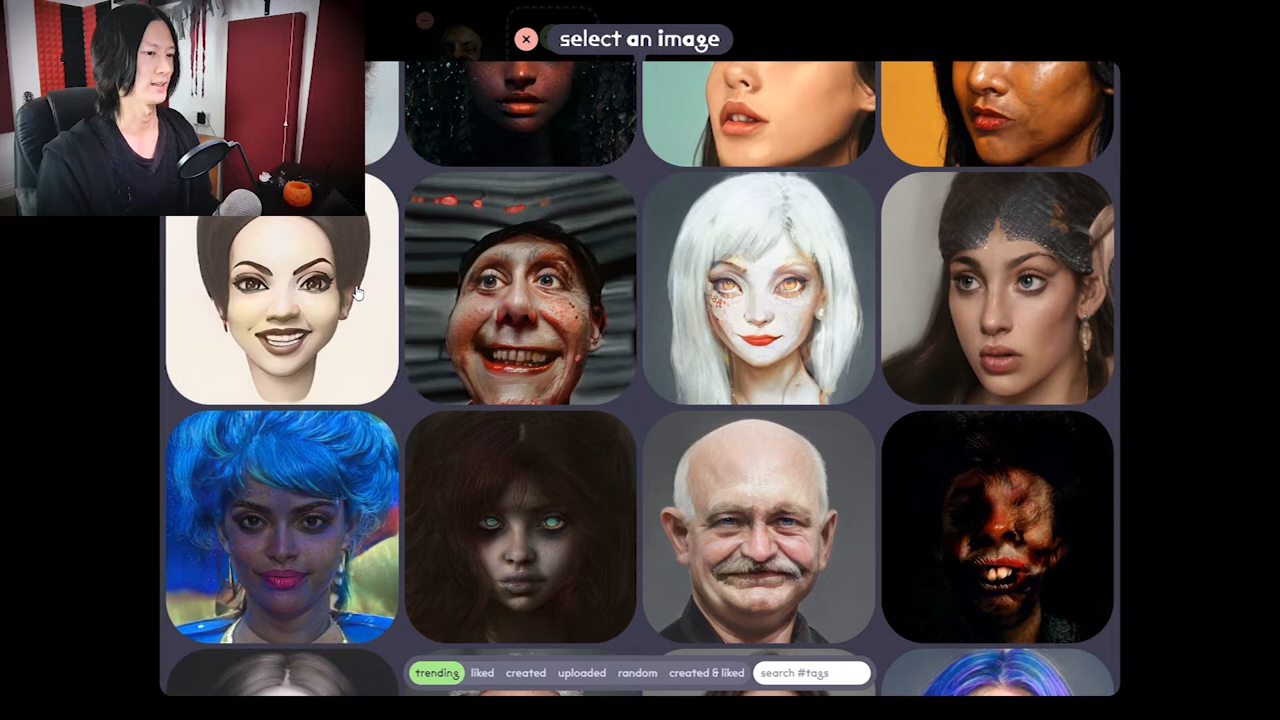 select an image
trending liked created uploaded random created & liked search #tags